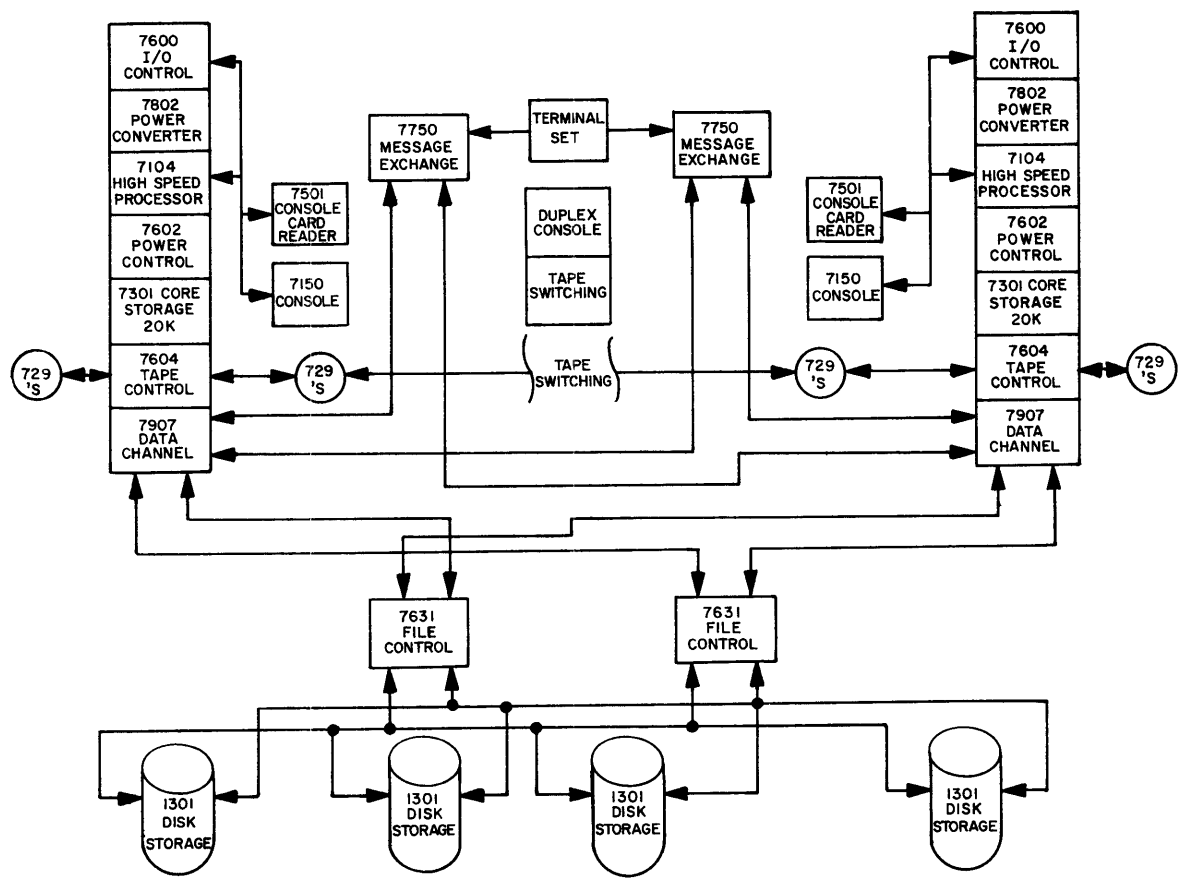 7600
I/O
CONTROL
7802
POWER
CONVERTER
7104
HIGH SPEED
PROCESSOR
7602
POWER
CONTROL
7301 CORE
STORAGE
20K
7604
TAPE
CONTROL
7907
DATA
CHANNEL
729
'S
7501
CONSOLE
CARD
READER
7150
CONSOLE
729
'S
7750
MESSAGE
EXCHANGE
TERMINAL
SET
DUPLEX
CONSOLE
TAPE
SWITCHING
TAPE
SWITCHING
7750
MESSAGE
EXCHANGE
7501
CONSOLE
CARD
READER
7150
CONSOLE
729
'S
7600
I/O
CONTROL
7802
POWER
CONVERTER
7104
HIGH SPEED
PROCESSOR
7602
POWER
CONTROL
7301 CORE
STORAGE
20K
7604
TAPE
CONTROL
7907
DATA
CHANNEL
729
'S
7631
FILE
CONTROL
7631
FILE
CONTROL
1301
DISK
STORAGE
1301
DISK
STORAGE
1301
DISK
STORAGE
1301
DISK
STORAGE